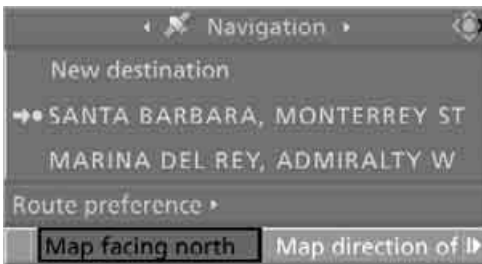 Navigation
New destination
SANTA BARBARA, MONTERREY ST
MARINA DEL REY, ADMIRALTY W
Route preference
Map facing north Map direction of